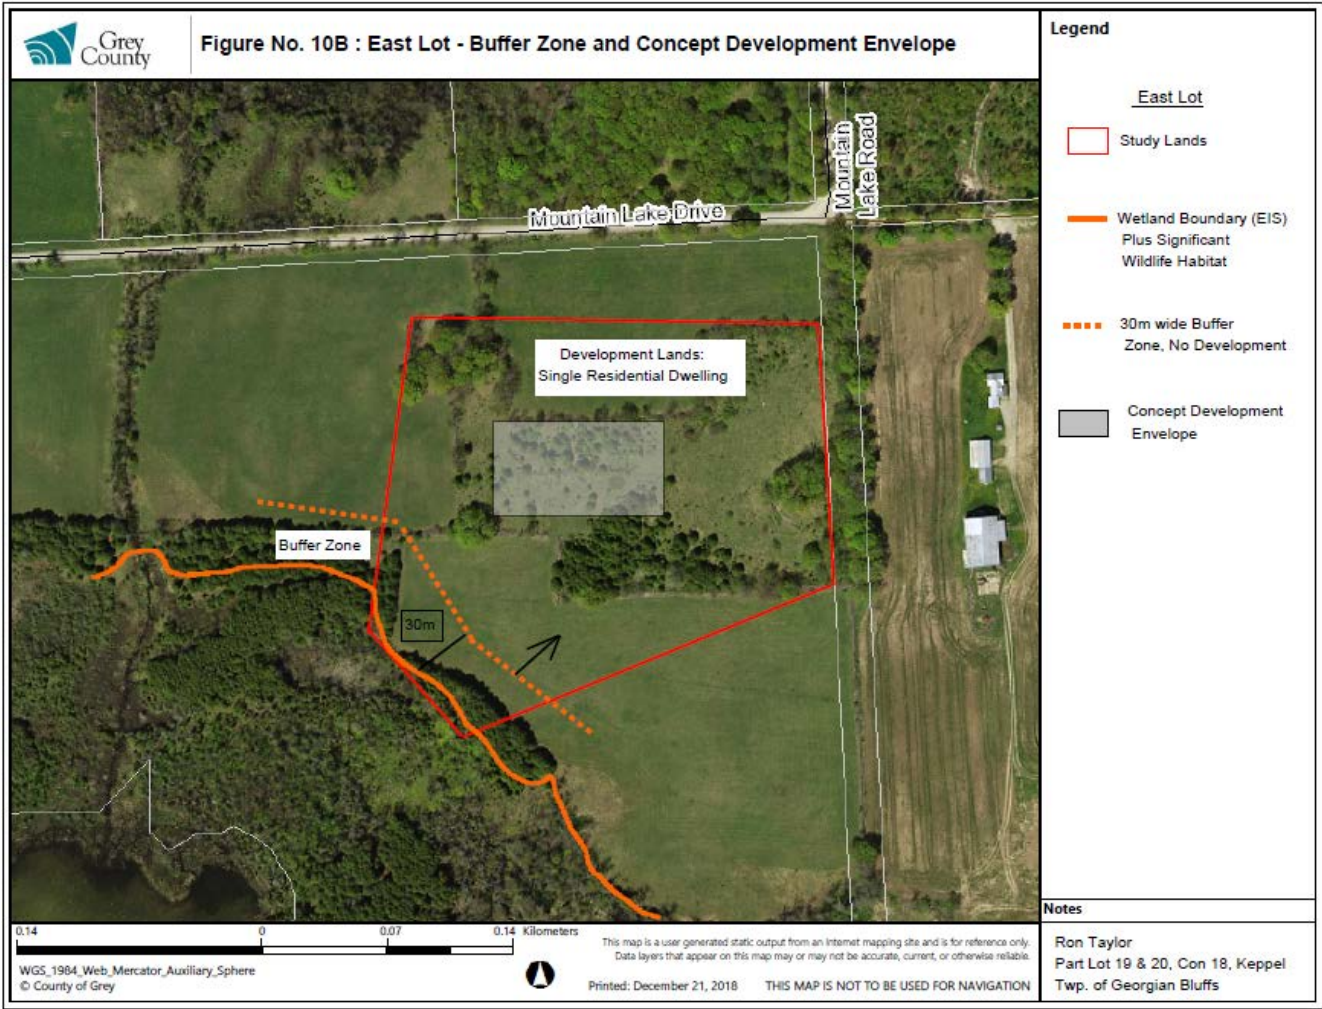 Grey
County
Figure No. 10B : East Lot - Buffer Zone and Concept Development Envelope
Mountain
Lake Road
Mountain Lake Drive
Development Lands:
Single Residential Dwelling
Buffer Zone
30m
Legend
East Lot
Study Lands
Wetland Boundary (EIS)
Plus Significant
Wildlife Habitat
30m wide Buffer
Zone, No Development
Concept Development
Envelope
Notes
Ron Taylor
Part Lot 19 & 20, Con 18, Keppel
Twp. of Georgian Bluffs
0.14 0 0.07 0.14 Kilometers
WGS_1984_Web_Mercator_Auxiliary_Sphere
© County of Grey
This map is a user generated static output from an Internet mapping site and is for reference only.
Data layers that appear on this map may or may not be accurate, current, or otherwise reliable.
Printed: December 21, 2018 THIS MAP IS NOT TO BE USED FOR NAVIGATION